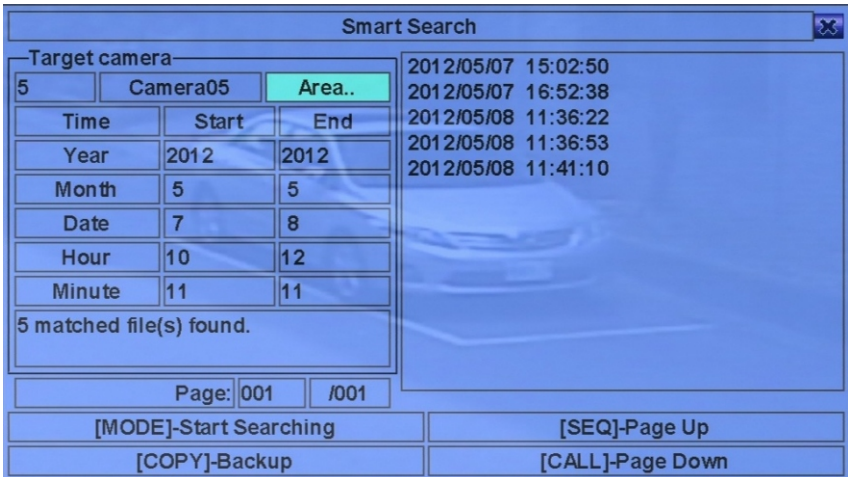 Smart Search
Target camera
5 Camera05 Area..
Time Start End
Year 2012 2012
Month 5 5
Date 7 8
Hour 10 12
Minute 11 11
5 matched file(s) found.
Page: 001 /001
2012/05/07 15:02:50
2012/05/07 16:52:38
2012/05/08 11:36:22
2012/05/08 11:36:53
2012/05/08 11:41:10
[MODE]-Start Searching [SEQ]-Page Up
[COPY]-Backup [CALL]-Page Down